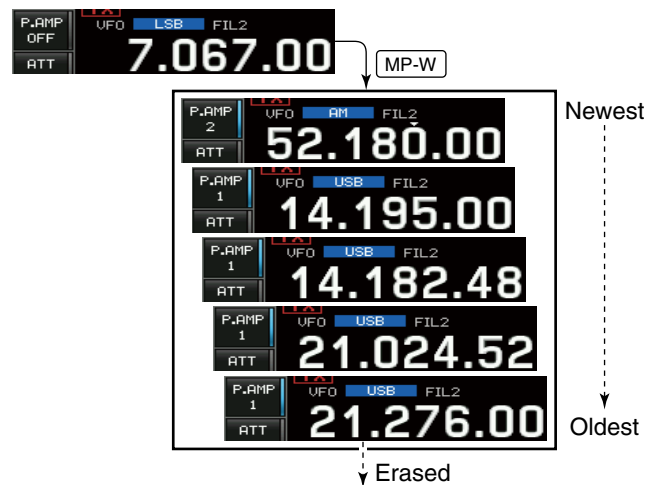 P.AMP OFF
ATT
TX
VFO LSB FIL2
7.067.00
MP-W
P.AMP 2
ATT
TX
VFO AM FIL2
52.180.00
Newest
P.AMP 1
ATT
TX
VFO USB FIL2
14.195.00
P.AMP 1
ATT
TX
VFO USB FIL2
14.182.48
P.AMP 1
ATT
TX
VFO USB FIL2
21.024.52
P.AMP 1
ATT
TX
VFO USB FIL2
21.276.00
Oldest
Erased